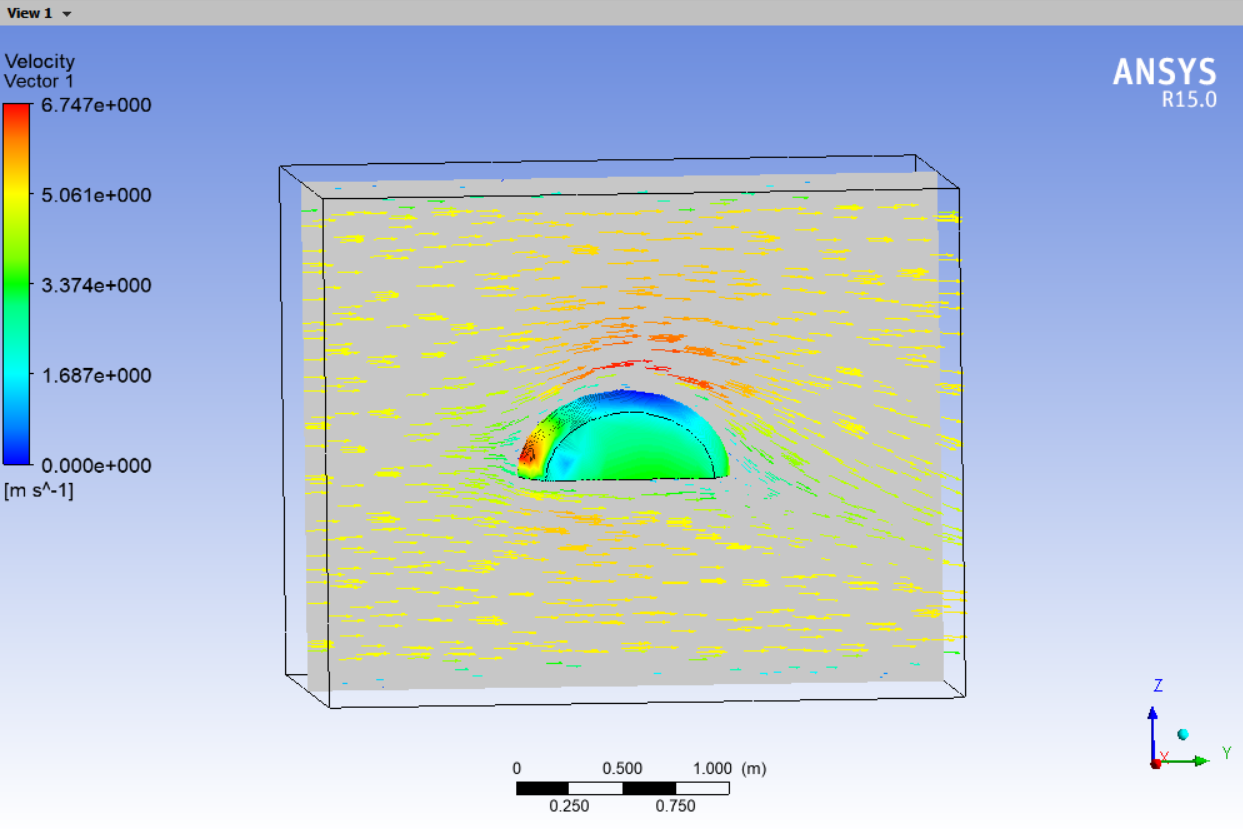 View 1
Velocity
Vector 1
6.747e+000
5.061e+000
3.374e+000
1.687e+000
0.000e+000
[m s^-1]
ANSYS
R15.0
Z
Y
X
0 0.500 1.000 (m)
0.250 0.750